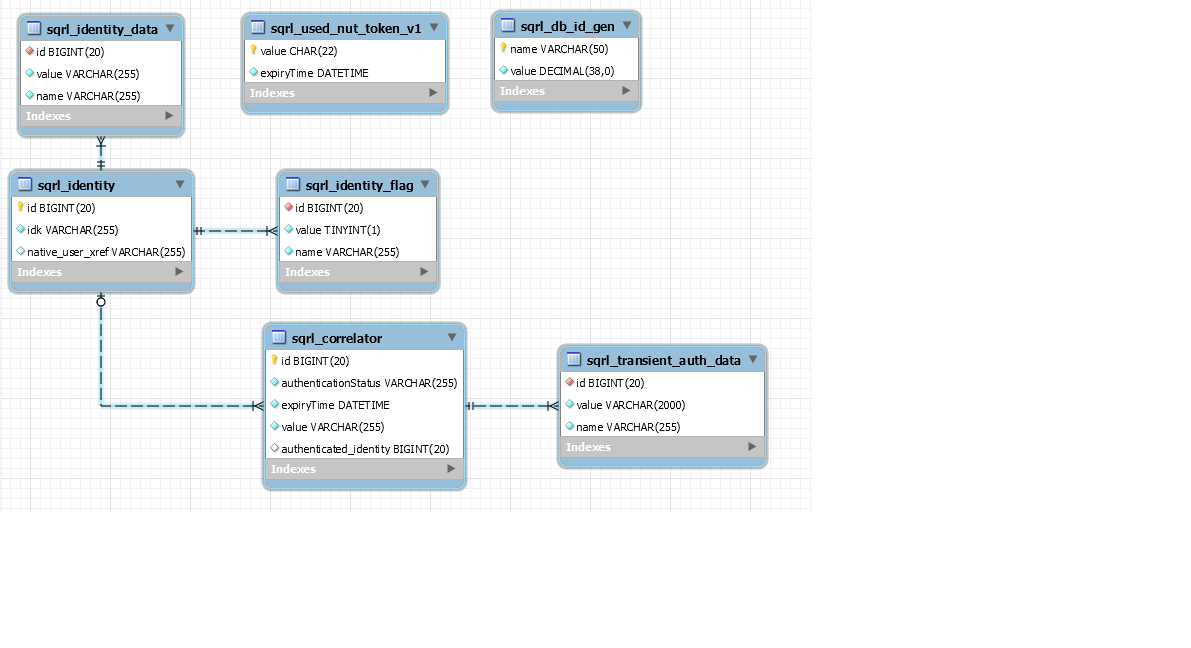 sqrl_identity_data
id BIGINT(20)
value VARCHAR(255)
name VARCHAR(255)
Indexes
sqrl_used_nut_token_v1
value CHAR(22)
expiryTime DATETIME
Indexes
sqrl_db_id_gen
name VARCHAR(50)
value DECIMAL(38,0)
Indexes
sqrl_identity
id BIGINT(20)
idk VARCHAR(255)
native_user_xref VARCHAR(255)
Indexes
sqrl_identity_flag
id BIGINT(20)
value TINYINT(1)
name VARCHAR(255)
Indexes
sqrl_correlator
id BIGINT(20)
authenticationStatus VARCHAR(255)
expiryTime DATETIME
value VARCHAR(255)
authenticated_identity BIGINT(20)
Indexes
sqrl_transient_auth_data
id BIGINT(20)
value VARCHAR(2000)
name VARCHAR(255)
Indexes